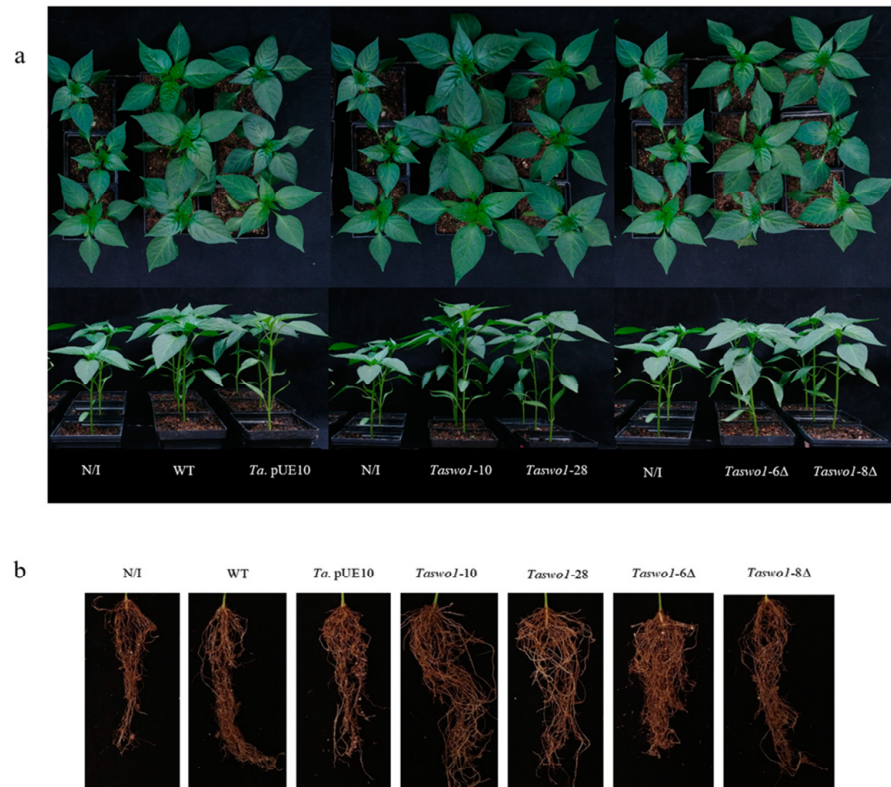 a
N/I WT Ta. pUE10 N/I Taswo1-10 Taswo1-28 N/I Taswo1-6Δ Taswo1-8Δ
b
N/I WT Ta. pUE10 Taswo1-10 Taswo1-28 Taswo1-6Δ Taswo1-8Δ